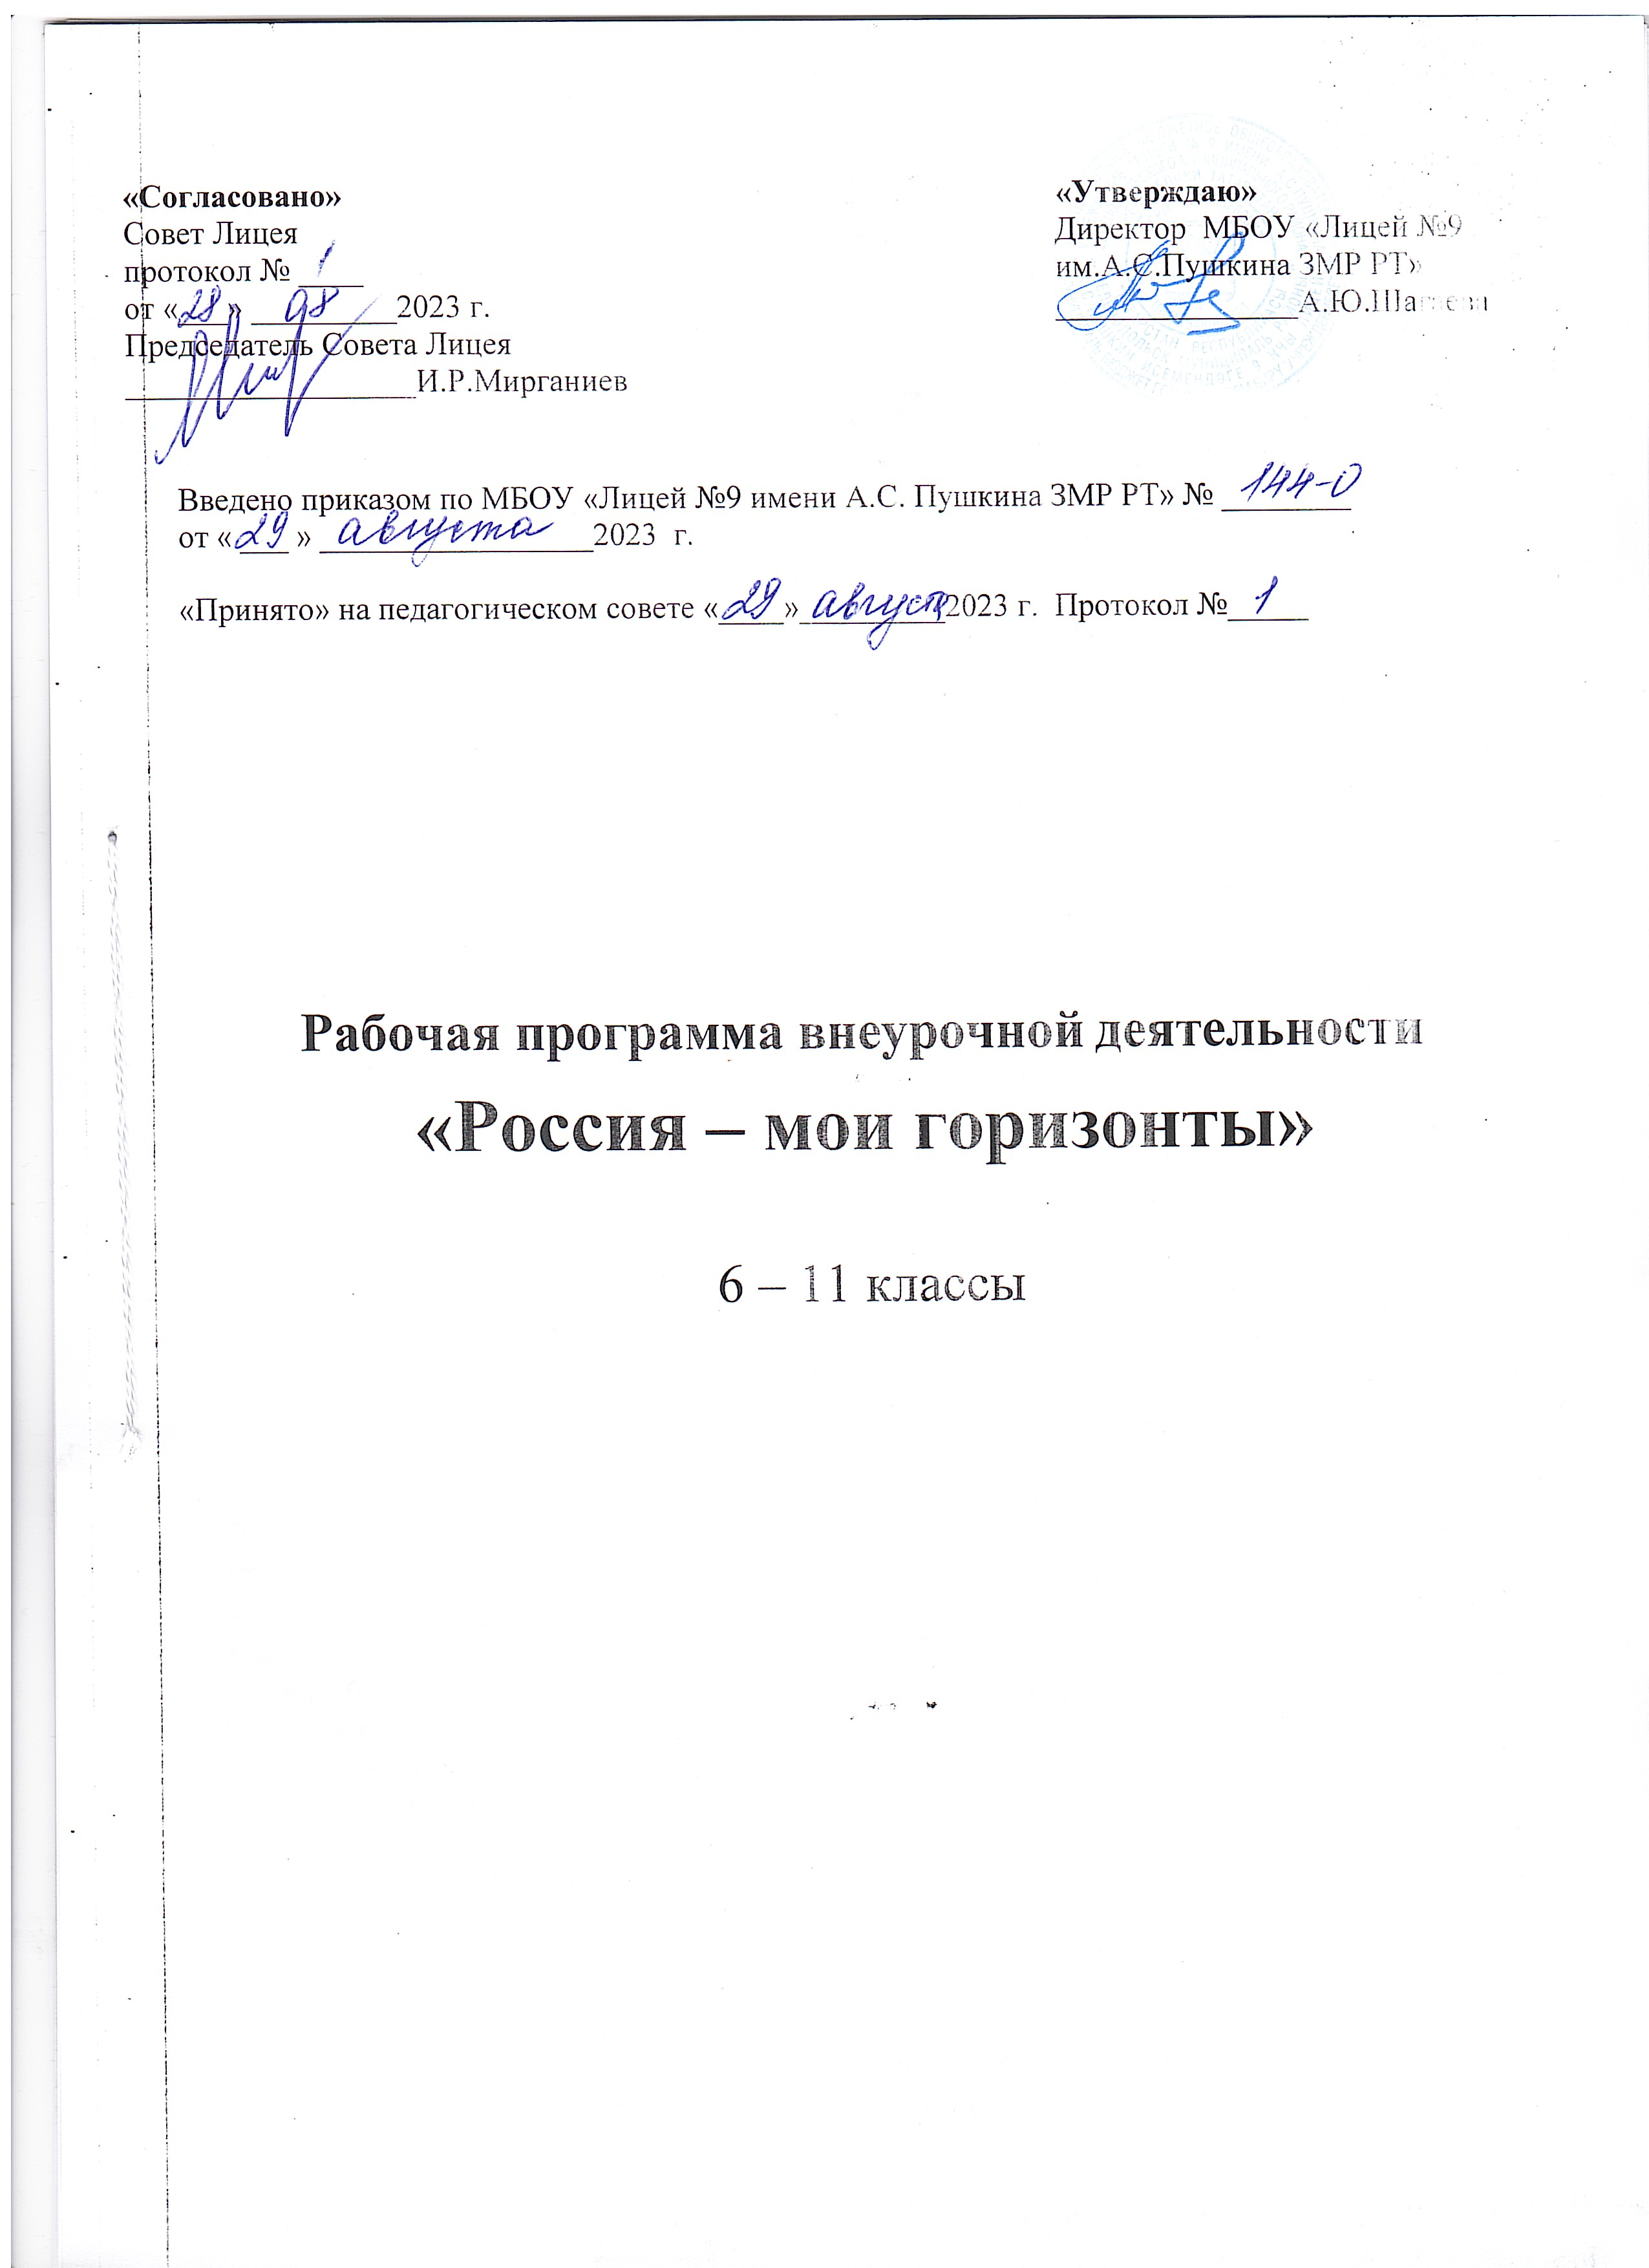 «Согласовано»
Совет Лицея
протокол № 1
от «28» 08 2023 г.
Председатель Совета Лицея
И.Р.Мирганиев
«Утверждаю»
Директор МБОУ «Лицей №9
им.А.С.Пушкина ЗМР РТ»
А.Ю.
Введено приказом по МБОУ «Лицей №9 имени А.С. Пушкина ЗМР РТ» № 144-О
от «29» августа 2023 г.
«Принято» на педагогическом совете «29» август 2023 г. Протокол № 1
Рабочая программа внеурочной деятельности
«Россия – мои горизонты»
6 – 11 классы